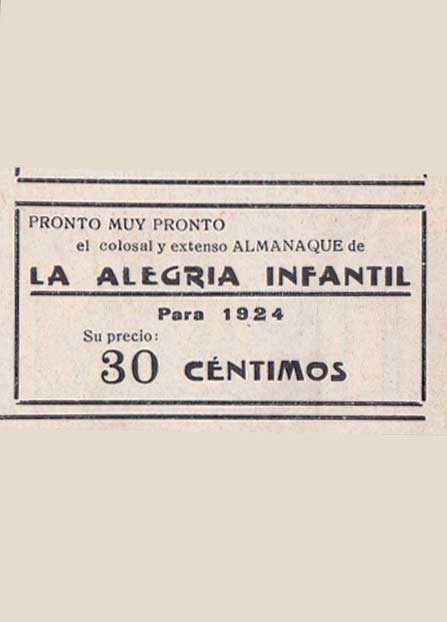 PRONTO MUY PRONTO
el colosal y extenso ALMANAQUE de
LA ALEGRIA INFANTIL
Para 1924
Su precio:
30 CÉNTIMOS